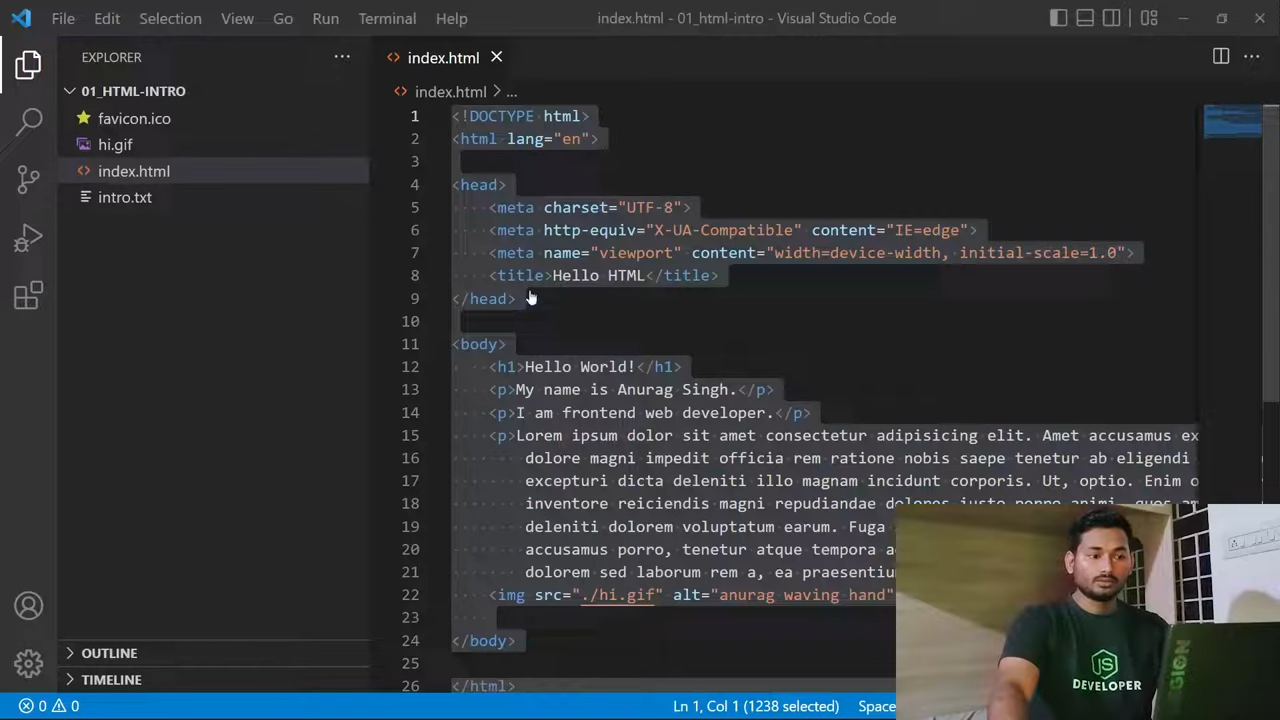 File Edit Selection View Go Run Terminal Help index.html - 01_html-intro - Visual Studio Code
EXPLORER
01_HTML-INTRO
favicon.ico
hi.gif
index.html
intro.txt
OUTLINE
TIMELINE
index.html
index.html > ...
1 <!DOCTYPE html>
2 <html lang="en">
3
4 <head>
5 <meta charset="UTF-8">
6 <meta http-equiv="X-UA-Compatible" content="IE=edge">
7 <meta name="viewport" content="width=device-width, initial-scale=1.0">
8 <title>Hello HTML</title>
9 </head>
10
11 <body>
12 <h1>Hello World!</h1>
13 <p>My name is Anurag Singh.</p>
14 <p>I am frontend web developer.</p>
15 <p>Lorem ipsum dolor sit amet consectetur adipisicing elit. Amet accusamus ex
16 dolore magni impedit officia rem ratione nobis saepe tenetur ab eligendi
17 excepturi dicta deleniti illo magnam incidunt corporis. Ut, optio. Enim
18 inventore reiciendis magni repudiandae dolores iusto porro animi, quos
19 deleniti dolorem voluptatum earum. Fuga
20 accusamus porro, tenetur atque tempora
21 dolorem sed laborum rem a, ea praesentiu
22 <img src="./hi.gif" alt="anurag waving hand"
23
24 </body>
25
26 </html>
0 0 Ln 1, Col 1 (1238 selected) Space
JS
DEVELOPER
GION